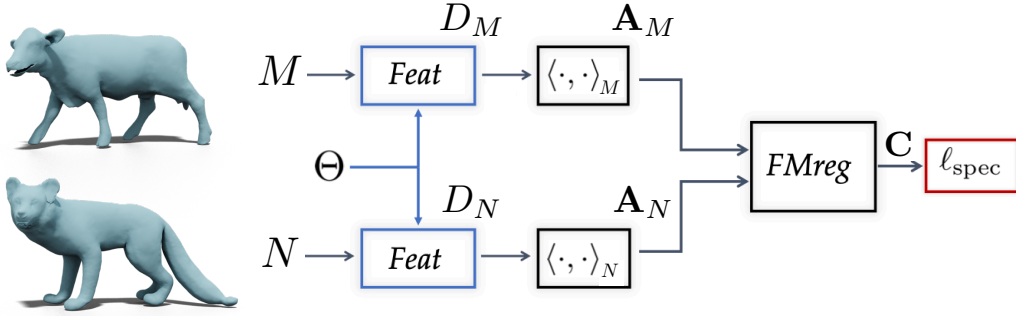 D_M
𝐀_M
M
Feat
⟨·, ·⟩_M
Θ
FMreg
𝐂
ℓ_spec
D_N
𝐀_N
N
Feat
⟨·, ·⟩_N